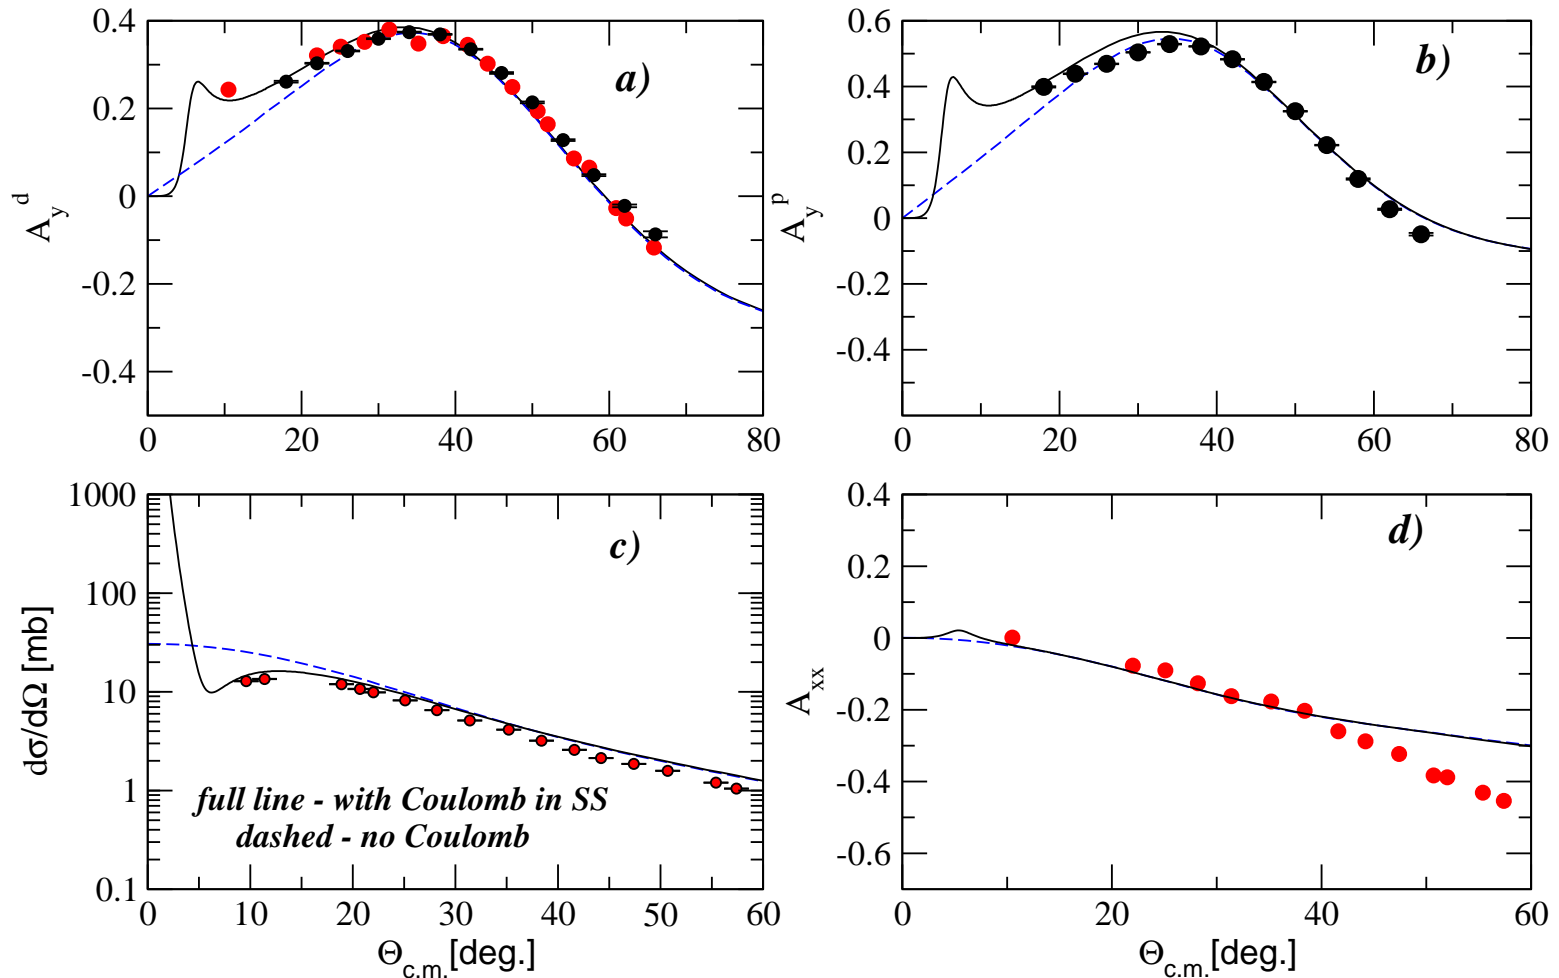 0.4
0.2
0
-0.2
-0.4
A_y^d
a)
0 20 40 60 80
0.6
0.4
0.2
0
-0.2
-0.4
A_y^p
b)
0 20 40 60 80
1000
100
10
1
0.1
dσ/dΩ [mb]
c)
full line - with Coulomb in SS
dashed - no Coulomb
0 10 20 30 40 50 60
Θ_c.m. [deg.]
0.4
0.2
0
-0.2
-0.4
-0.6
A_xx
d)
0 20 40 60
Θ_c.m. [deg.]